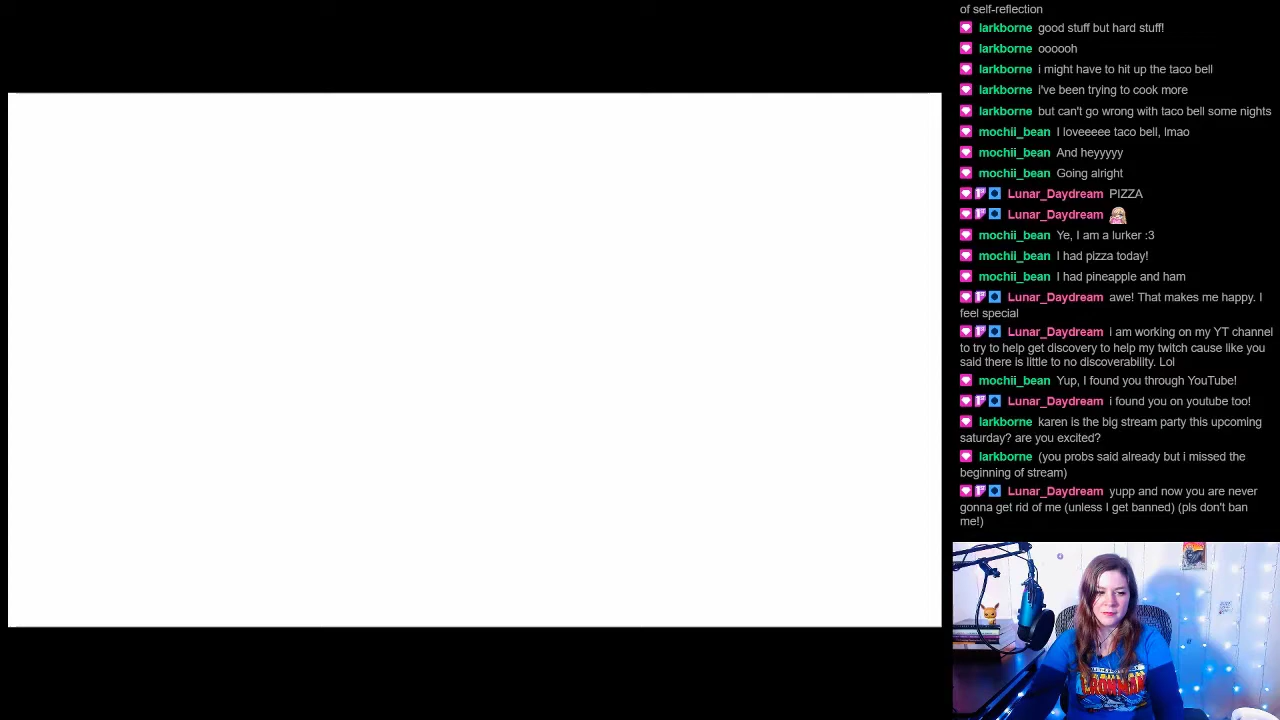 of self-reflection
larkborne good stuff but hard stuff!
larkborne oooooh
larkborne i might have to hit up the taco bell
larkborne i've been trying to cook more
larkborne but can't go wrong with taco bell some nights
mochii_bean I loveeeee taco bell, lmao
mochii_bean And heyyyyy
mochii_bean Going alright
Lunar_Daydream PIZZA
Lunar_Daydream
mochii_bean Ye, I am a lurker :3
mochii_bean I had pizza today!
mochii_bean I had pineapple and ham
Lunar_Daydream awe! That makes me happy. I
feel special
Lunar_Daydream i am working on my YT channel
to try to help get discovery to help my twitch cause like you
said there is little to no discoverability. Lol
mochii_bean Yup, I found you through YouTube!
Lunar_Daydream i found you on youtube too!
larkborne karen is the big stream party this upcoming
saturday? are you excited?
larkborne (you probs said already but i missed the
beginning of stream)
Lunar_Daydream yupp and now you are never
gonna get rid of me (unless I get banned) (pls don't ban
me!)